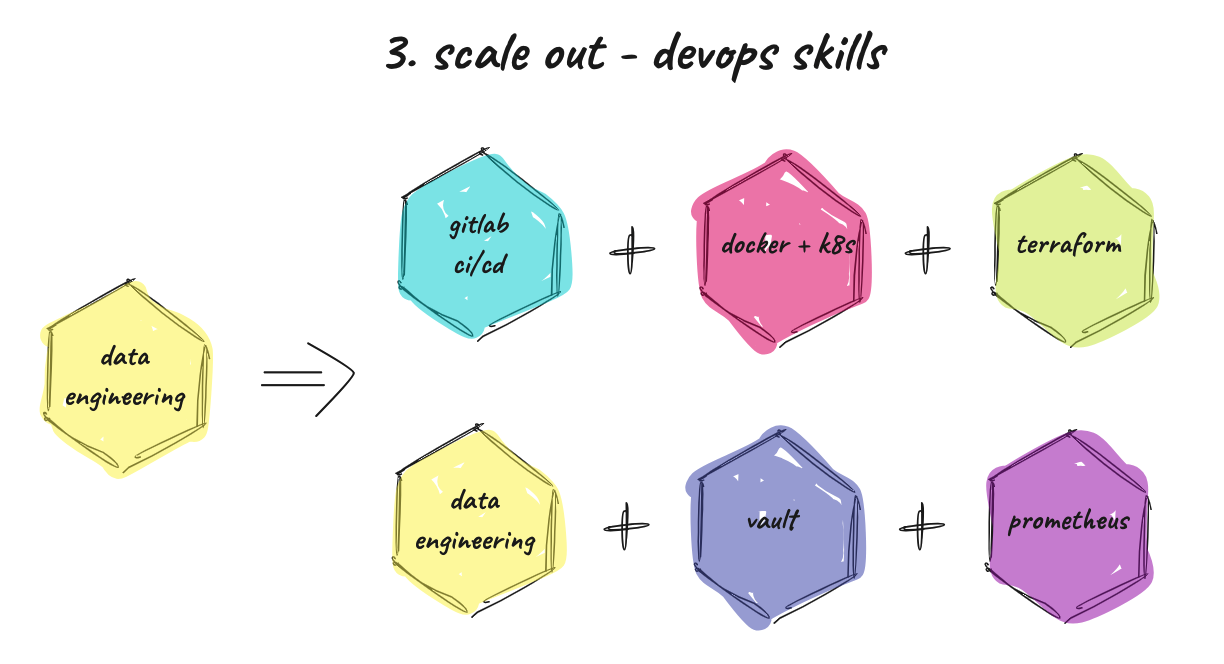 3. scale out - devops skills
gitlab
ci/cd
+
docker + k8s
+
terraform
data
engineering
data
engineering
+
vault
+
prometheus